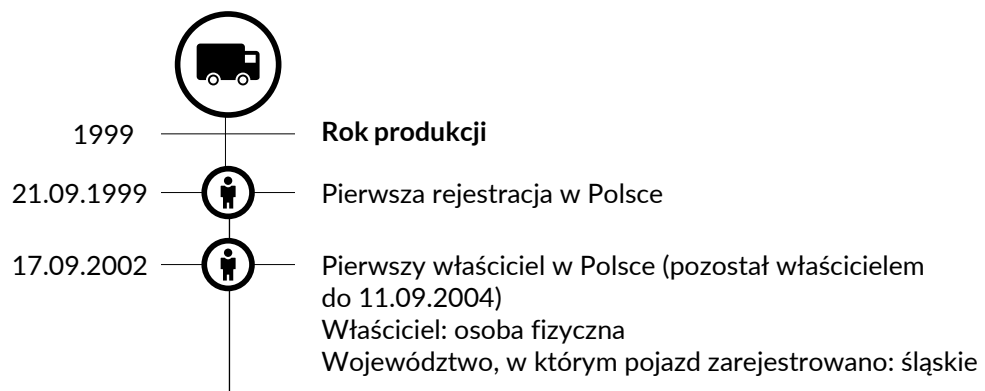 1999 Rok produkcji
21.09.1999 Pierwsza rejestracja w Polsce
17.09.2002 Pierwszy właściciel w Polsce (pozostał właścicielem
do 11.09.2004)
Właściciel: osoba fizyczna
Województwo, w którym pojazd zarejestrowano: śląskie